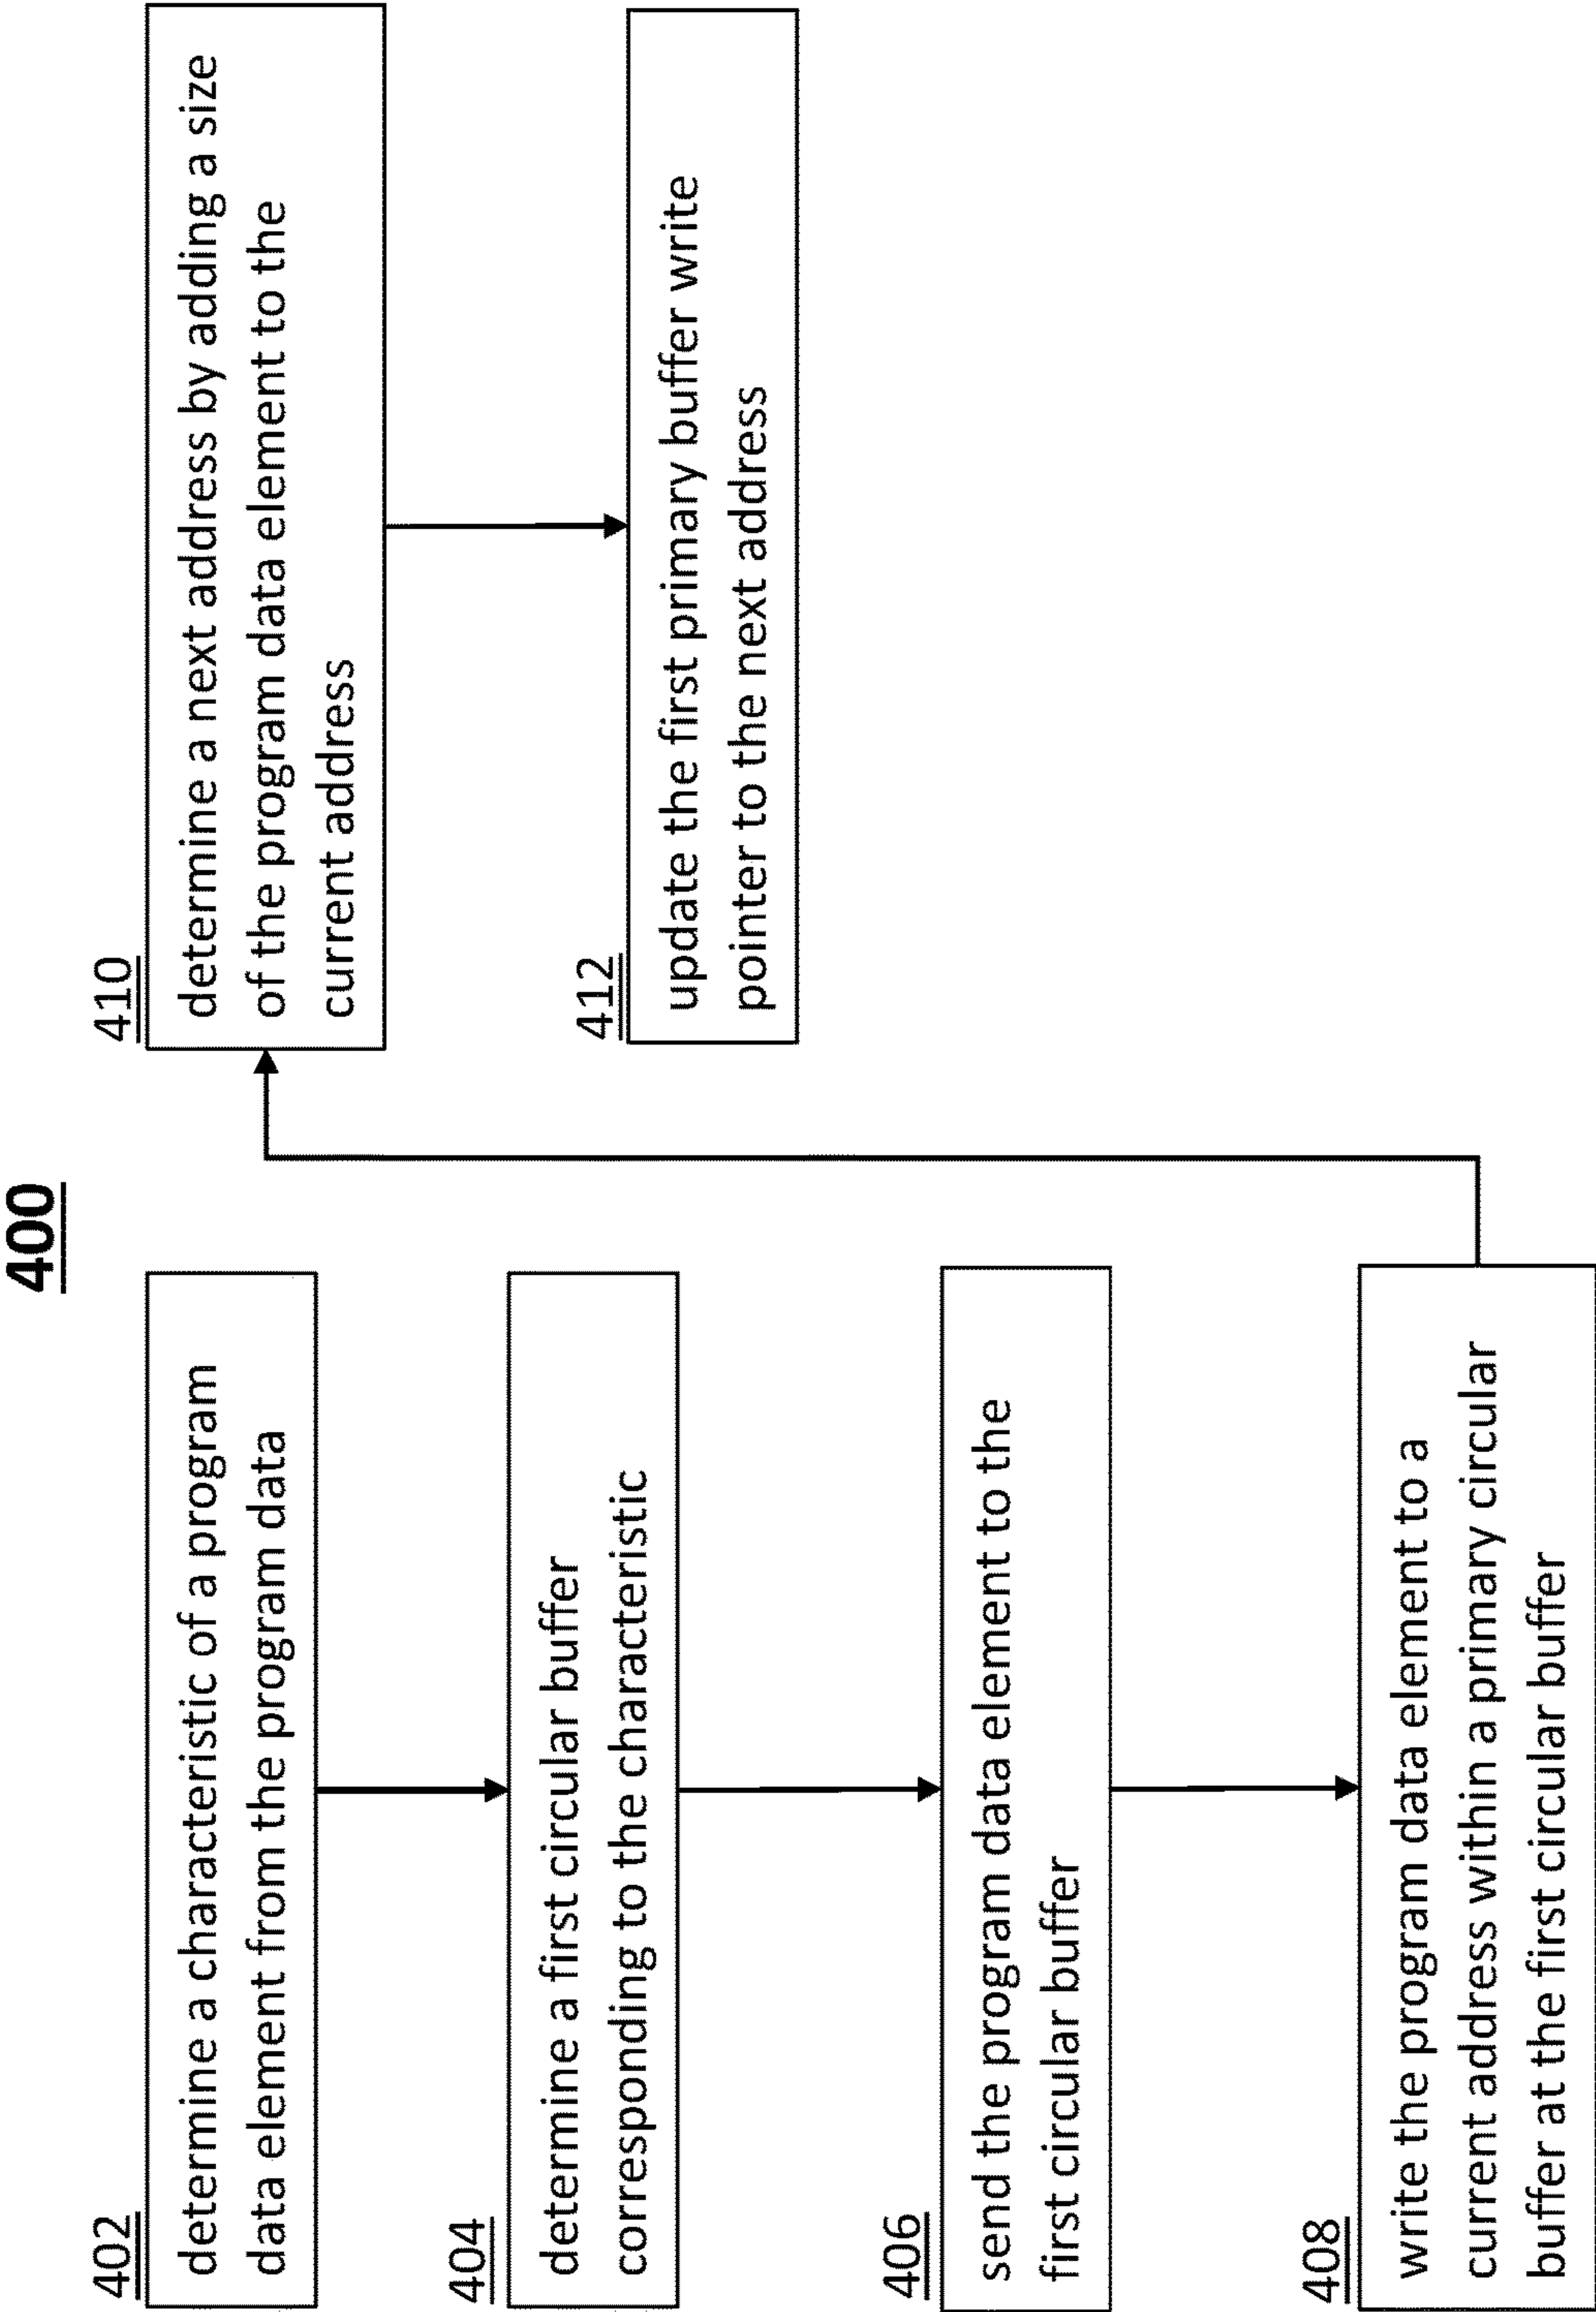 400
402
determine a characteristic of a program
data element from the program data
404
determine a first circular buffer
corresponding to the characteristic
406
send the program data element to the
first circular buffer
408
write the program data element to a
current address within a primary circular
buffer at the first circular buffer
410
determine a next address by adding a size
of the program data element to the
current address
412
update the first primary buffer write
pointer to the next address